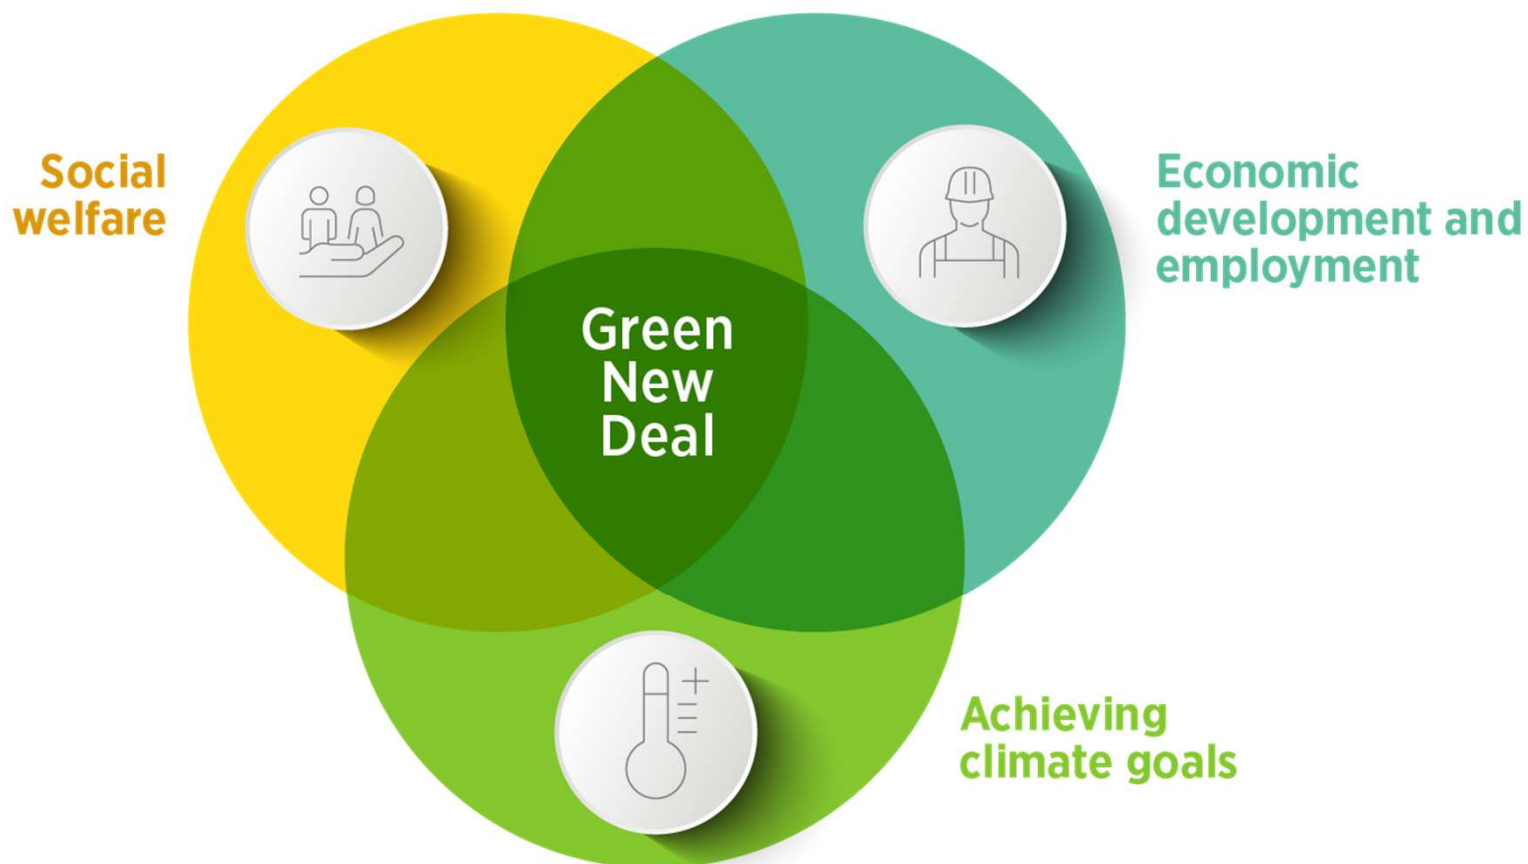 Social
welfare
Economic
development and
employment
Green
New
Deal
Achieving
climate goals